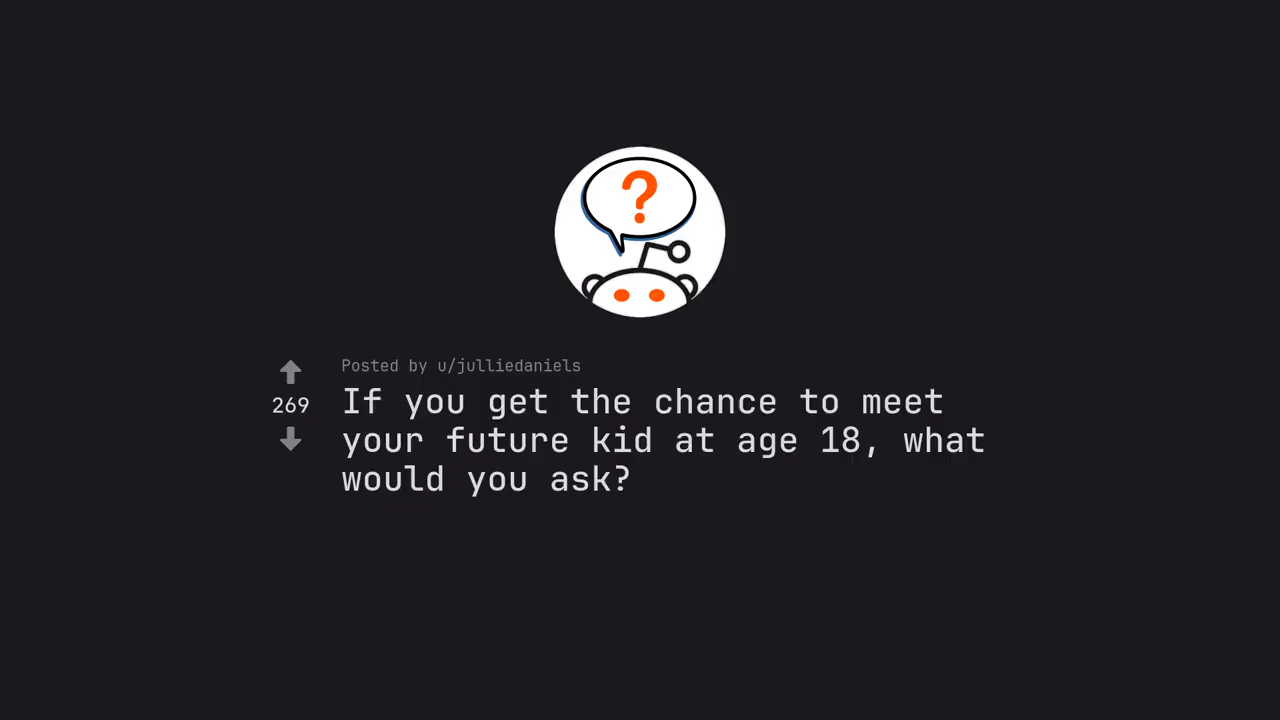 ?
Posted by u/julliedaniels
269
If you get the chance to meet
your future kid at age 18, what
would you ask?